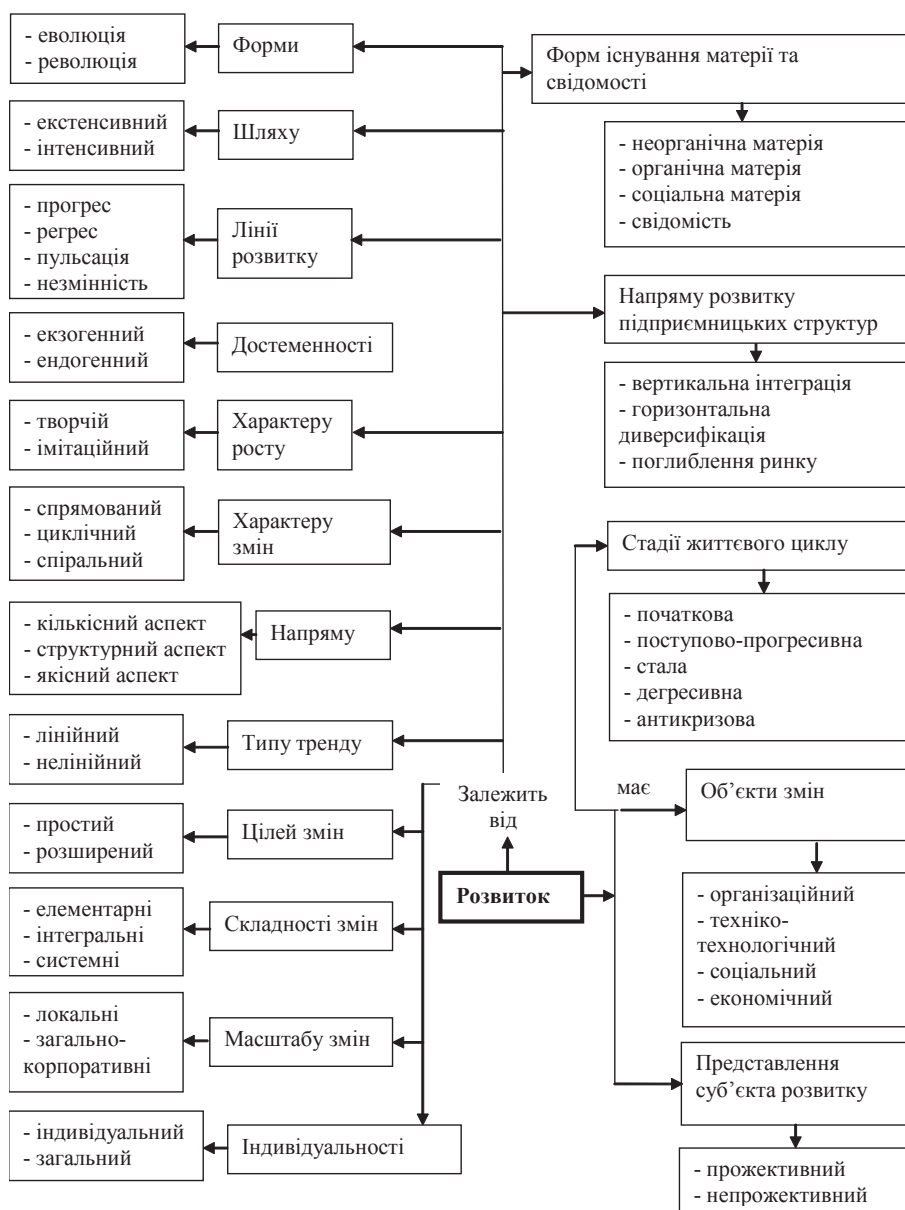 - еволюція
- революція
Форми
Форм існування матерії та
свідомості
- екстенсивний
- інтенсивний
Шляху
- неорганічна матерія
- органічна матерія
- соціальна матерія
- свідомість
- прогрес
- регрес
- пульсація
- незмінність
Лінії
розвитку
Напряму розвитку
підприємницьких структур
- екзогенний
- ендогенний
Достеменності
- вертикальна інтеграція
- горизонтальна
диверсифікація
- поглиблення ринку
- творчій
- імітаційний
Характеру
росту
- спрямований
- циклічний
- спіральний
Характеру
змін
Стадії життєвого циклу
- початкова
- поступово-прогресивна
- стала
- дегресивна
- антикризова
- кількісний аспект
- структурний аспект
- якісний аспект
Напряму
- лінійний
- нелінійний
Типу тренду
Залежить
від
має
Об’єкти змін
- простий
- розширений
Цілей змін
Розвиток
- організаційний
- техніко-
технологічний
- соціальний
- економічний
- елементарні
- інтегральні
- системні
Складності змін
- локальні
- загально-
корпоративні
Масштабу змін
Представлення
суб’єкта розвитку
- індивідуальний
- загальний
Індивідуальності
- прожективний
- непрожективний